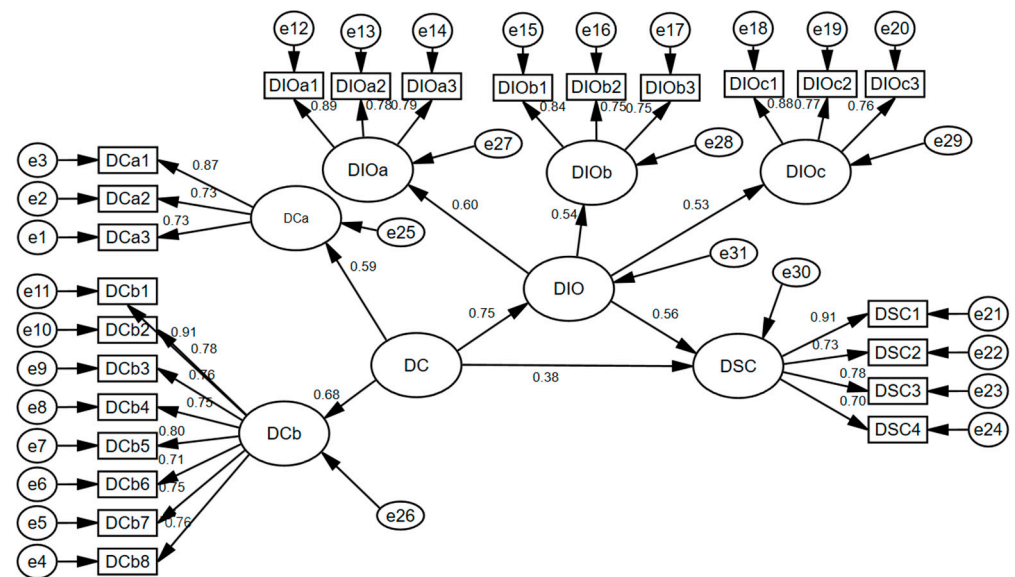 e12 e13 e14 e15 e16 e17 e18 e19 e20
DIOa1 DIOa2 DIOa3 DIOb1 DIOb2 DIOb3 DIOc1 DIOc2 DIOc3
0.89 0.78 0.79 0.84 0.75 0.75 0.88 0.77 0.76
e27 e28 e29
DIOa DIOb DIOc
e3 DCa1 0.87
e2 DCa2 0.73
e1 DCa3 0.73
DCa e25
0.60 0.54 0.53
0.59
e31 e30
DIO
0.75 0.56
DC 0.38 DSC
0.91 DSC1 e21
0.73 DSC2 e22
0.78 DSC3 e23
0.70 DSC4 e24
0.68
e11 DCb1
e10 DCb2 0.91
0.78
e9 DCb3 0.76
e8 DCb4 0.75
e7 DCb5 0.80
e6 DCb6 0.71
0.75
e5 DCb7 0.76
e4 DCb8
DCb
e26